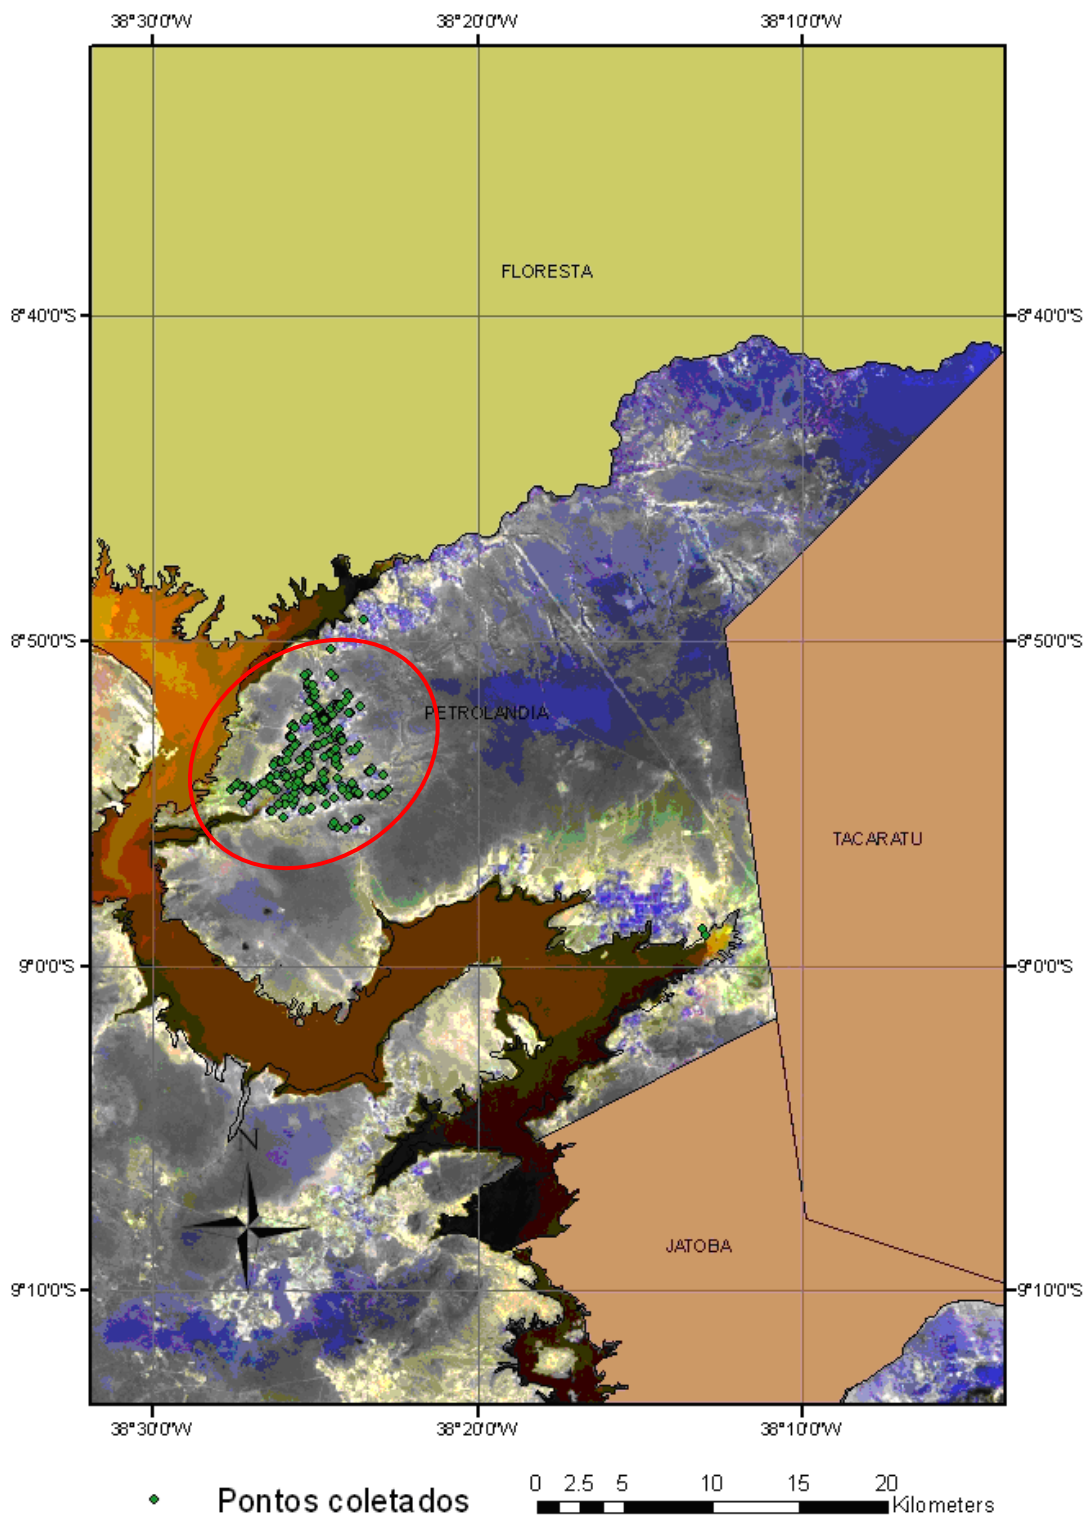 38°30'0"W 38°20'0"W 38°10'0"W
FLORESTA
8°40'0"S 8°40'0"S
8°50'0"S 8°50'0"S
PETROLANDIA
TACARATU
9°0'0"S 9°0'0"S
N
JATOBA
9°10'0"S 9°10'0"S
38°30'0"W 38°20'0"W 38°10'0"W
0 2.5 5 10 15 20
Pontos coletados Kilometers